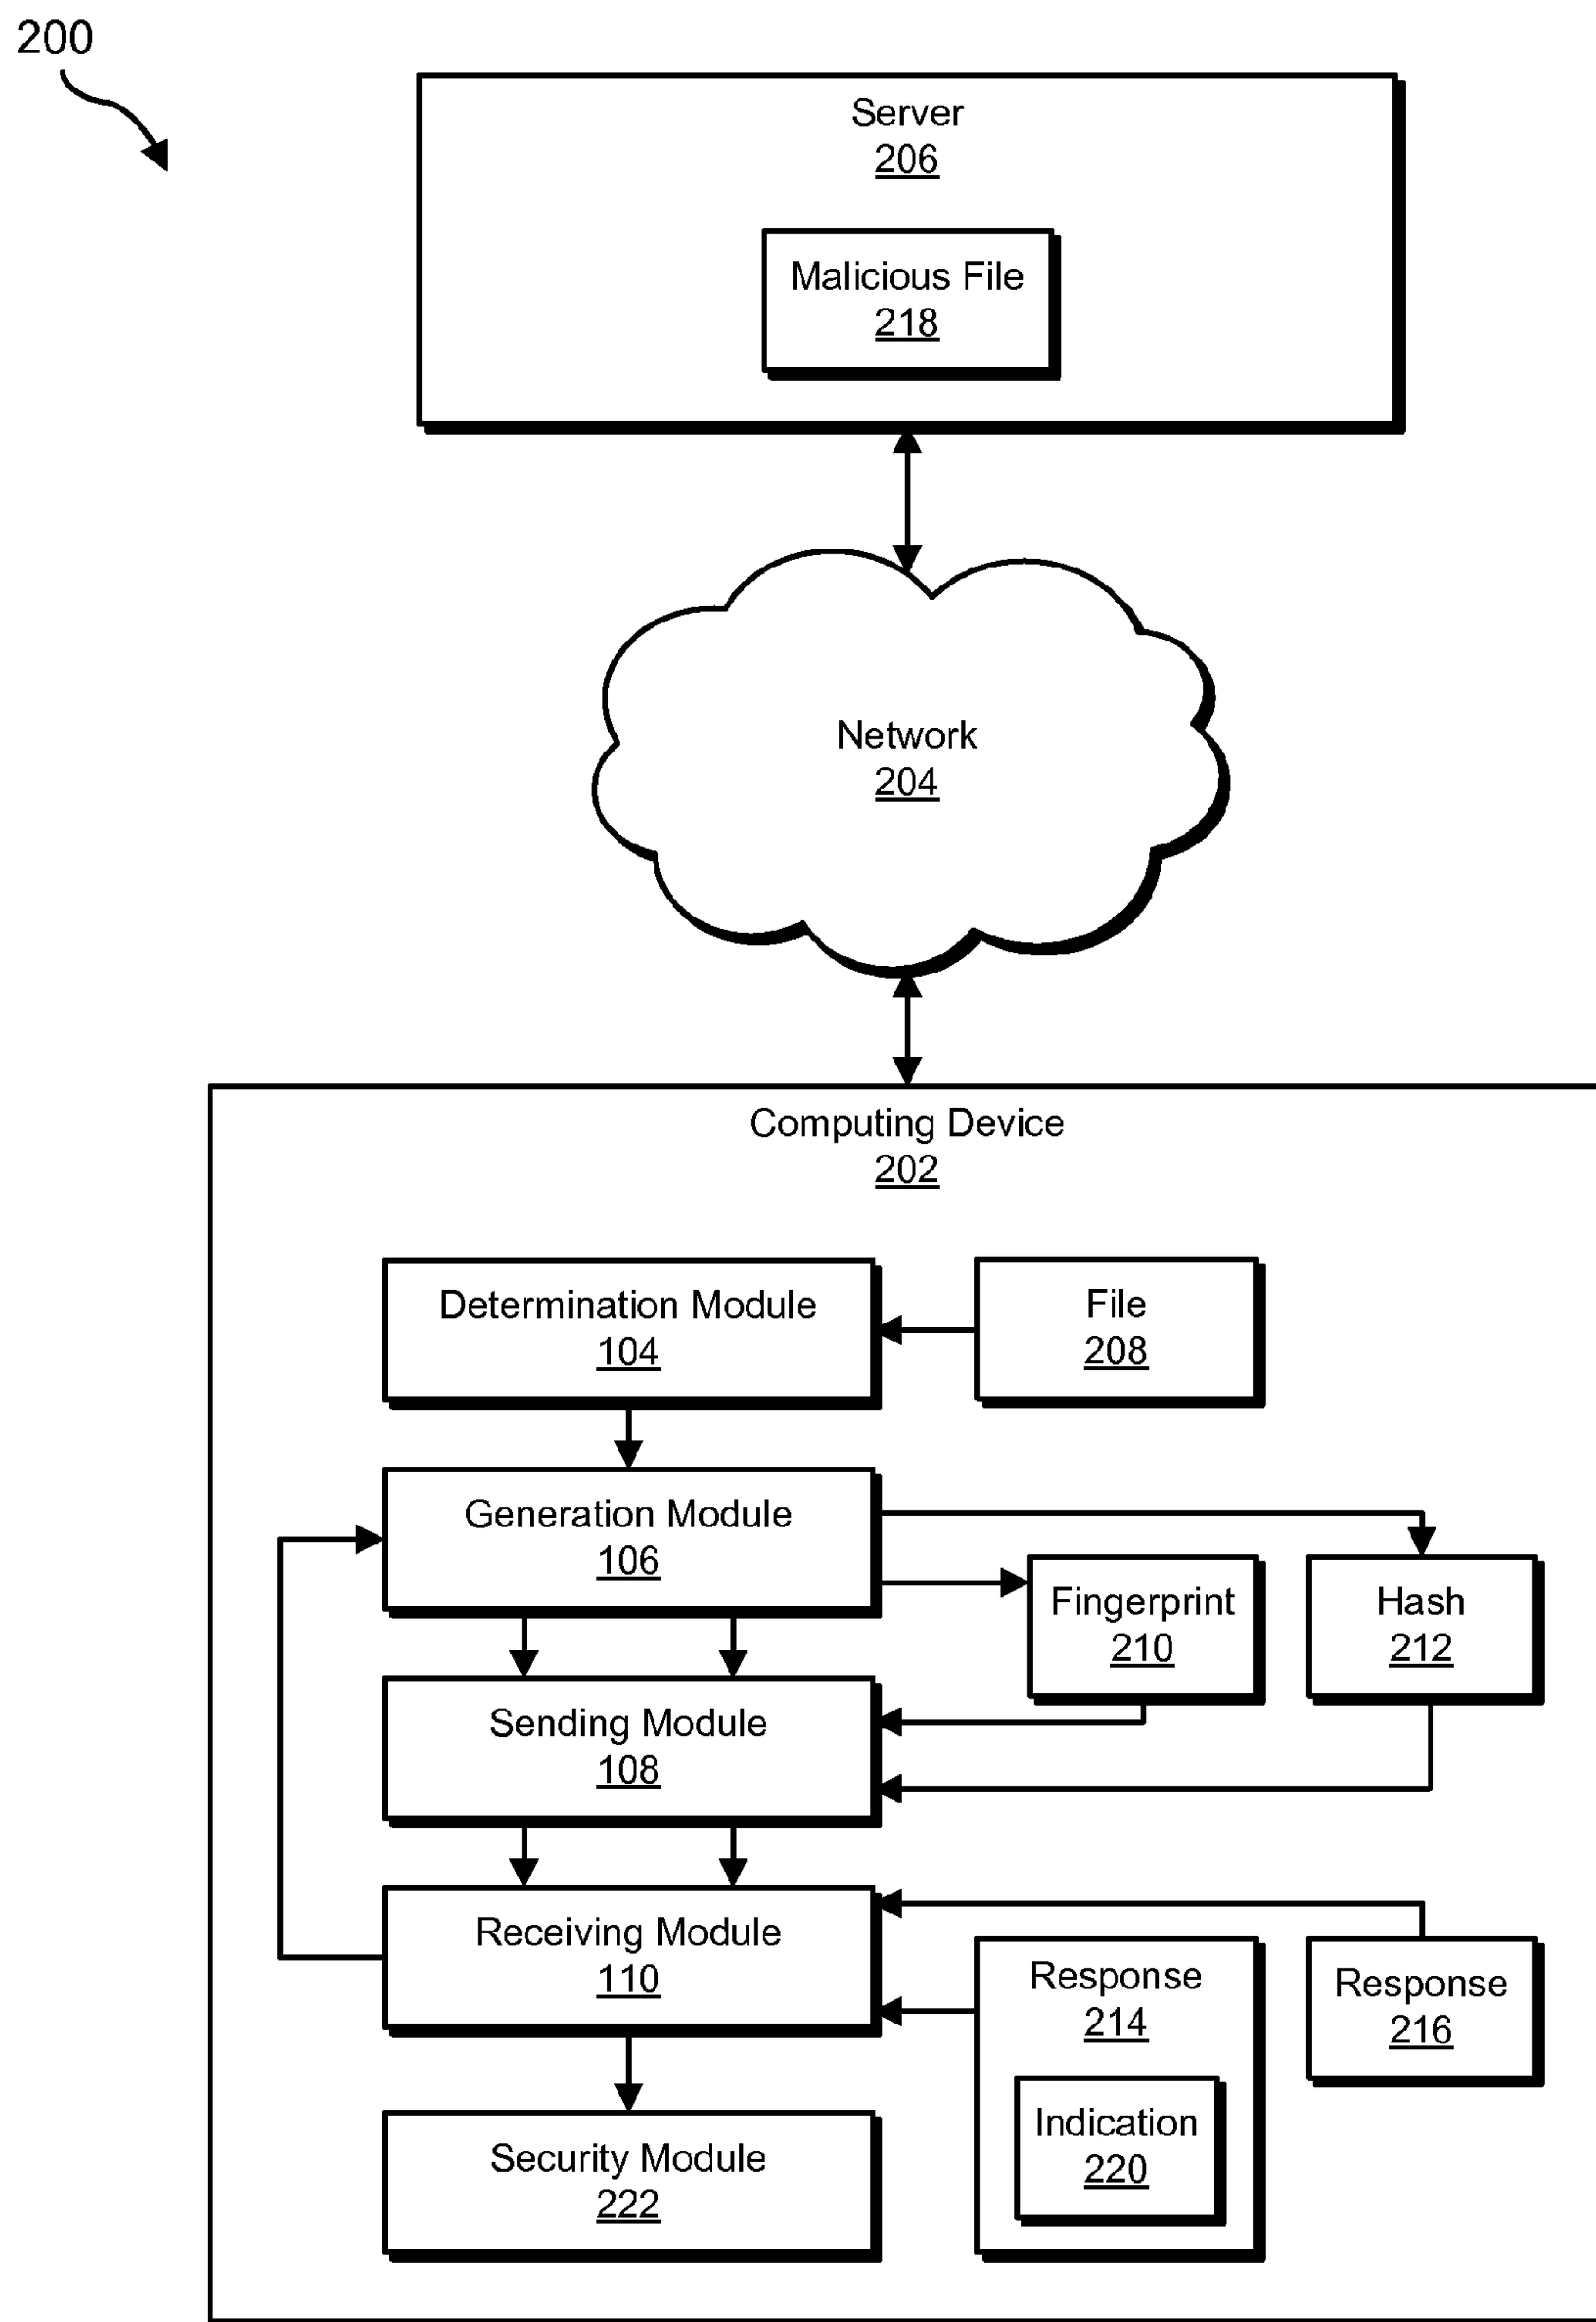 200
Server
206
Malicious File
218
Network
204
Computing Device
202
Determination Module
104
File
208
Generation Module
106
Fingerprint
210
Hash
212
Sending Module
108
Receiving Module
110
Response
214
Response
216
Indication
220
Security Module
222